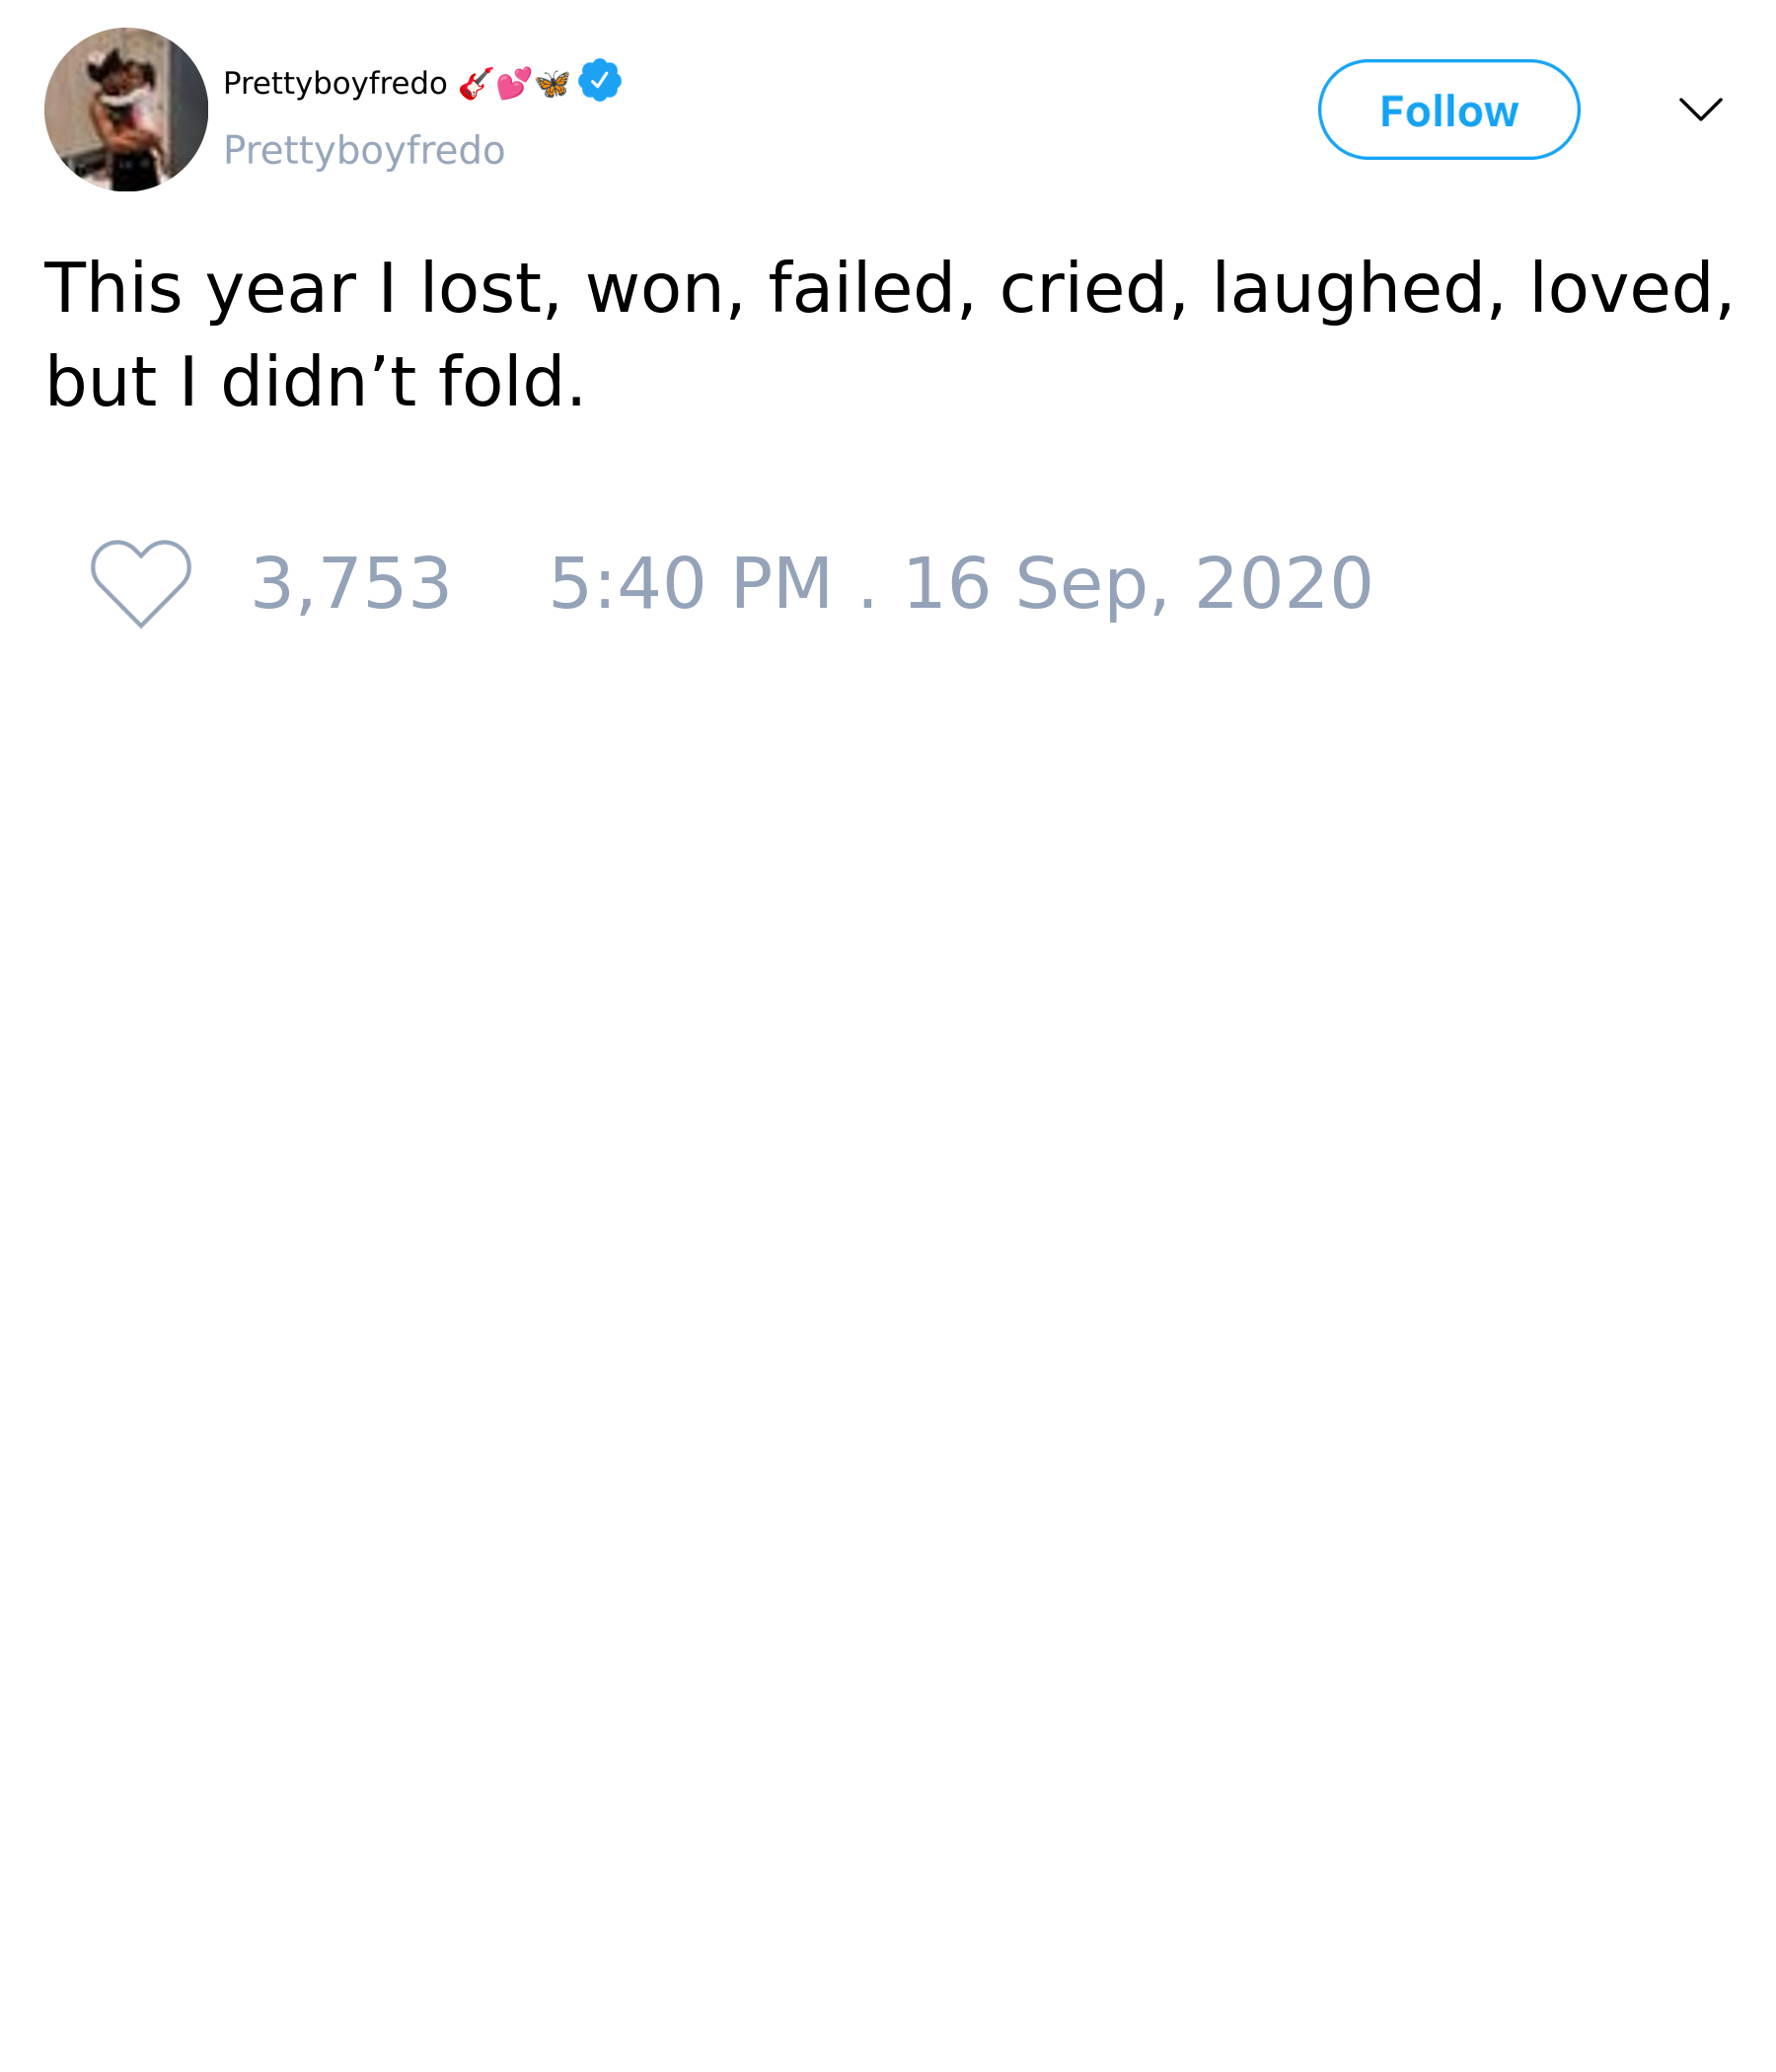 Prettyboyfredo 🎸💕🦋
Prettyboyfredo
Follow
This year I lost, won, failed, cried, laughed, loved,
but I didn’t fold.
3,753 5:40 PM . 16 Sep, 2020